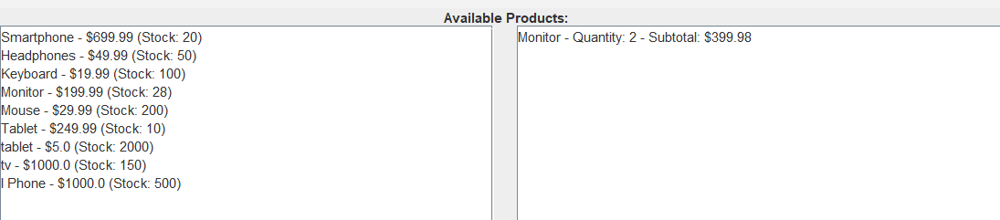 Available Products:
Smartphone - $699.99 (Stock: 20)
Headphones - $49.99 (Stock: 50)
Keyboard - $19.99 (Stock: 100)
Monitor - $199.99 (Stock: 28)
Mouse - $29.99 (Stock: 200)
Tablet - $249.99 (Stock: 10)
tablet - $5.0 (Stock: 2000)
tv - $1000.0 (Stock: 150)
I Phone - $1000.0 (Stock: 500)
Monitor - Quantity: 2 - Subtotal: $399.98